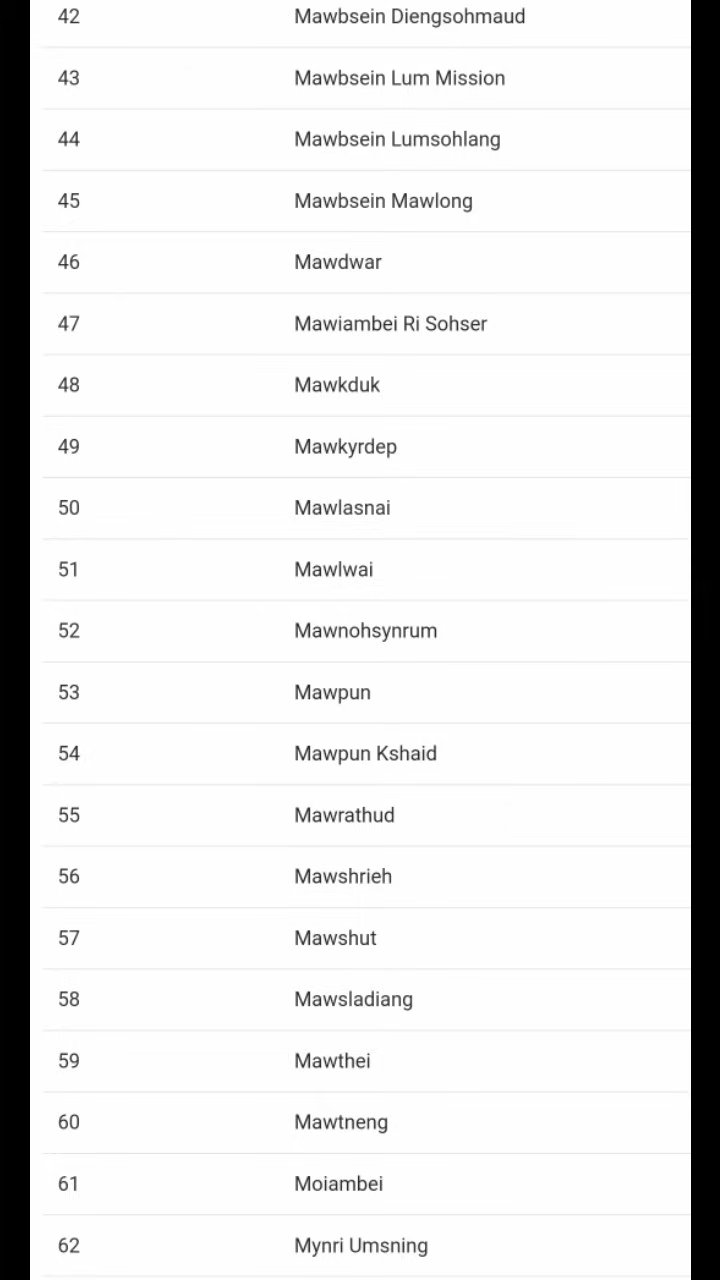 42 Mawbsein Diengsohmaud
43 Mawbsein Lum Mission
44 Mawbsein Lumsohlang
45 Mawbsein Mawlong
46 Mawdwar
47 Mawiambei Ri Sohser
48 Mawkduk
49 Mawkyrdep
50 Mawlasnai
51 Mawlwai
52 Mawnohsynrum
53 Mawpun
54 Mawpun Kshaid
55 Mawrathud
56 Mawshrieh
57 Mawshut
58 Mawsladiang
59 Mawthei
60 Mawtneng
61 Moiambei
62 Mynri Umsning